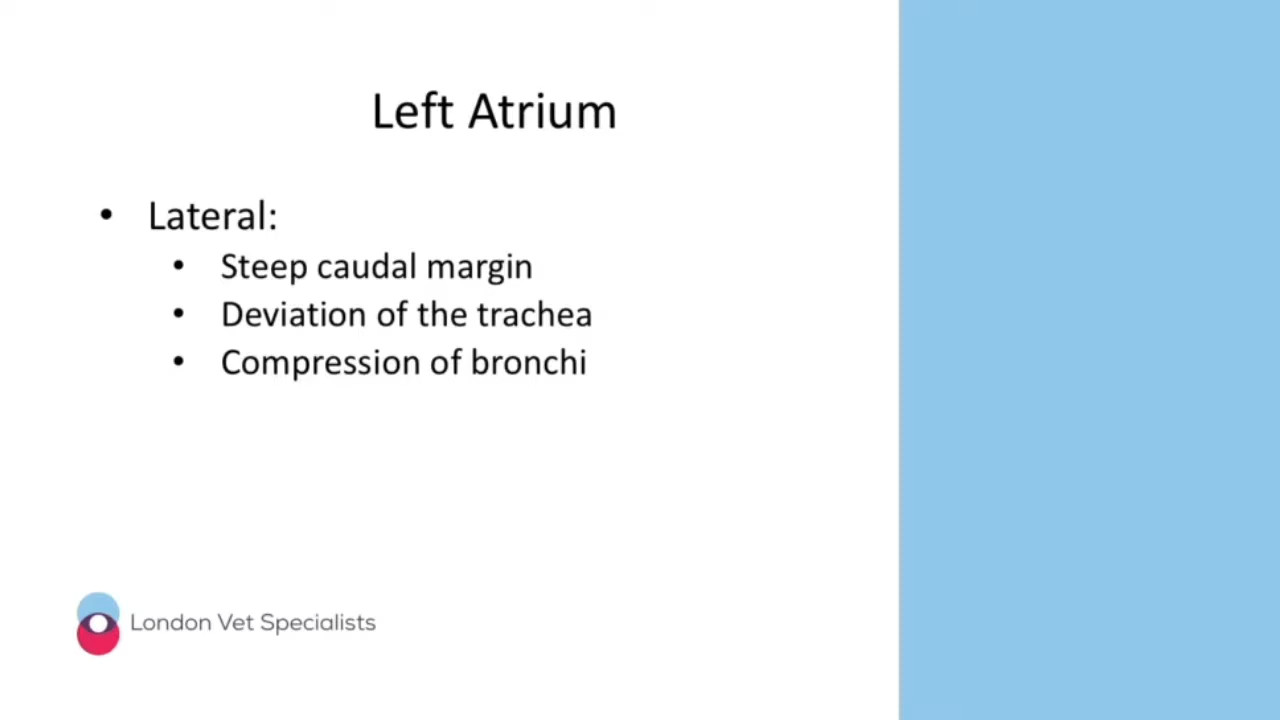 Left Atrium
• Lateral:
• Steep caudal margin
• Deviation of the trachea
• Compression of bronchi
London Vet Specialists